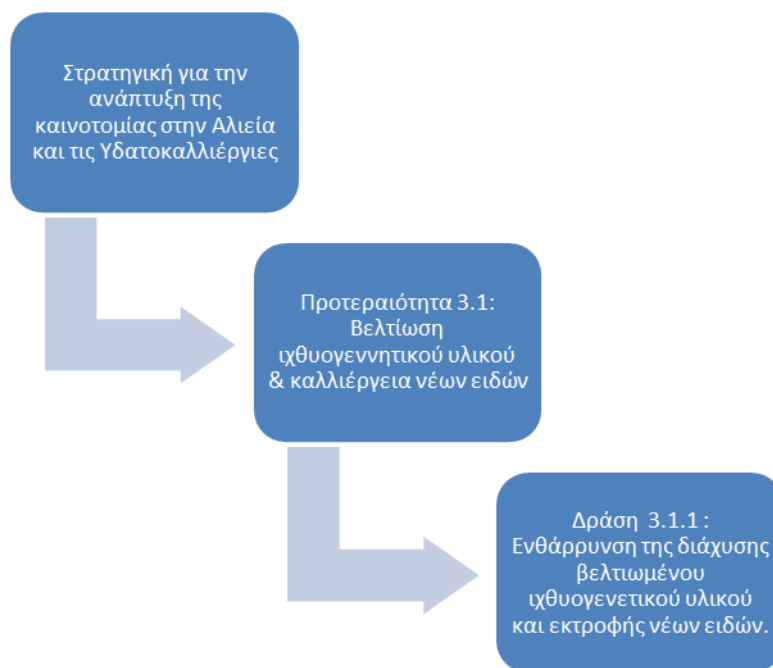 Στρατηγική για την
ανάπτυξη της
καινοτομίας στην Αλιεία
και τις Υδατοκαλλιέργιες
Προτεραιότητα 3.1:
Βελτίωση
ιχθυογεννητικού υλικού
& καλλιέργεια νέων ειδών
Δράση 3.1.1 :
Ενθάρρυνση της διάχυσης
βελτιωμένου
ιχθυογενετικού υλικού
και εκτροφής νέων ειδών.